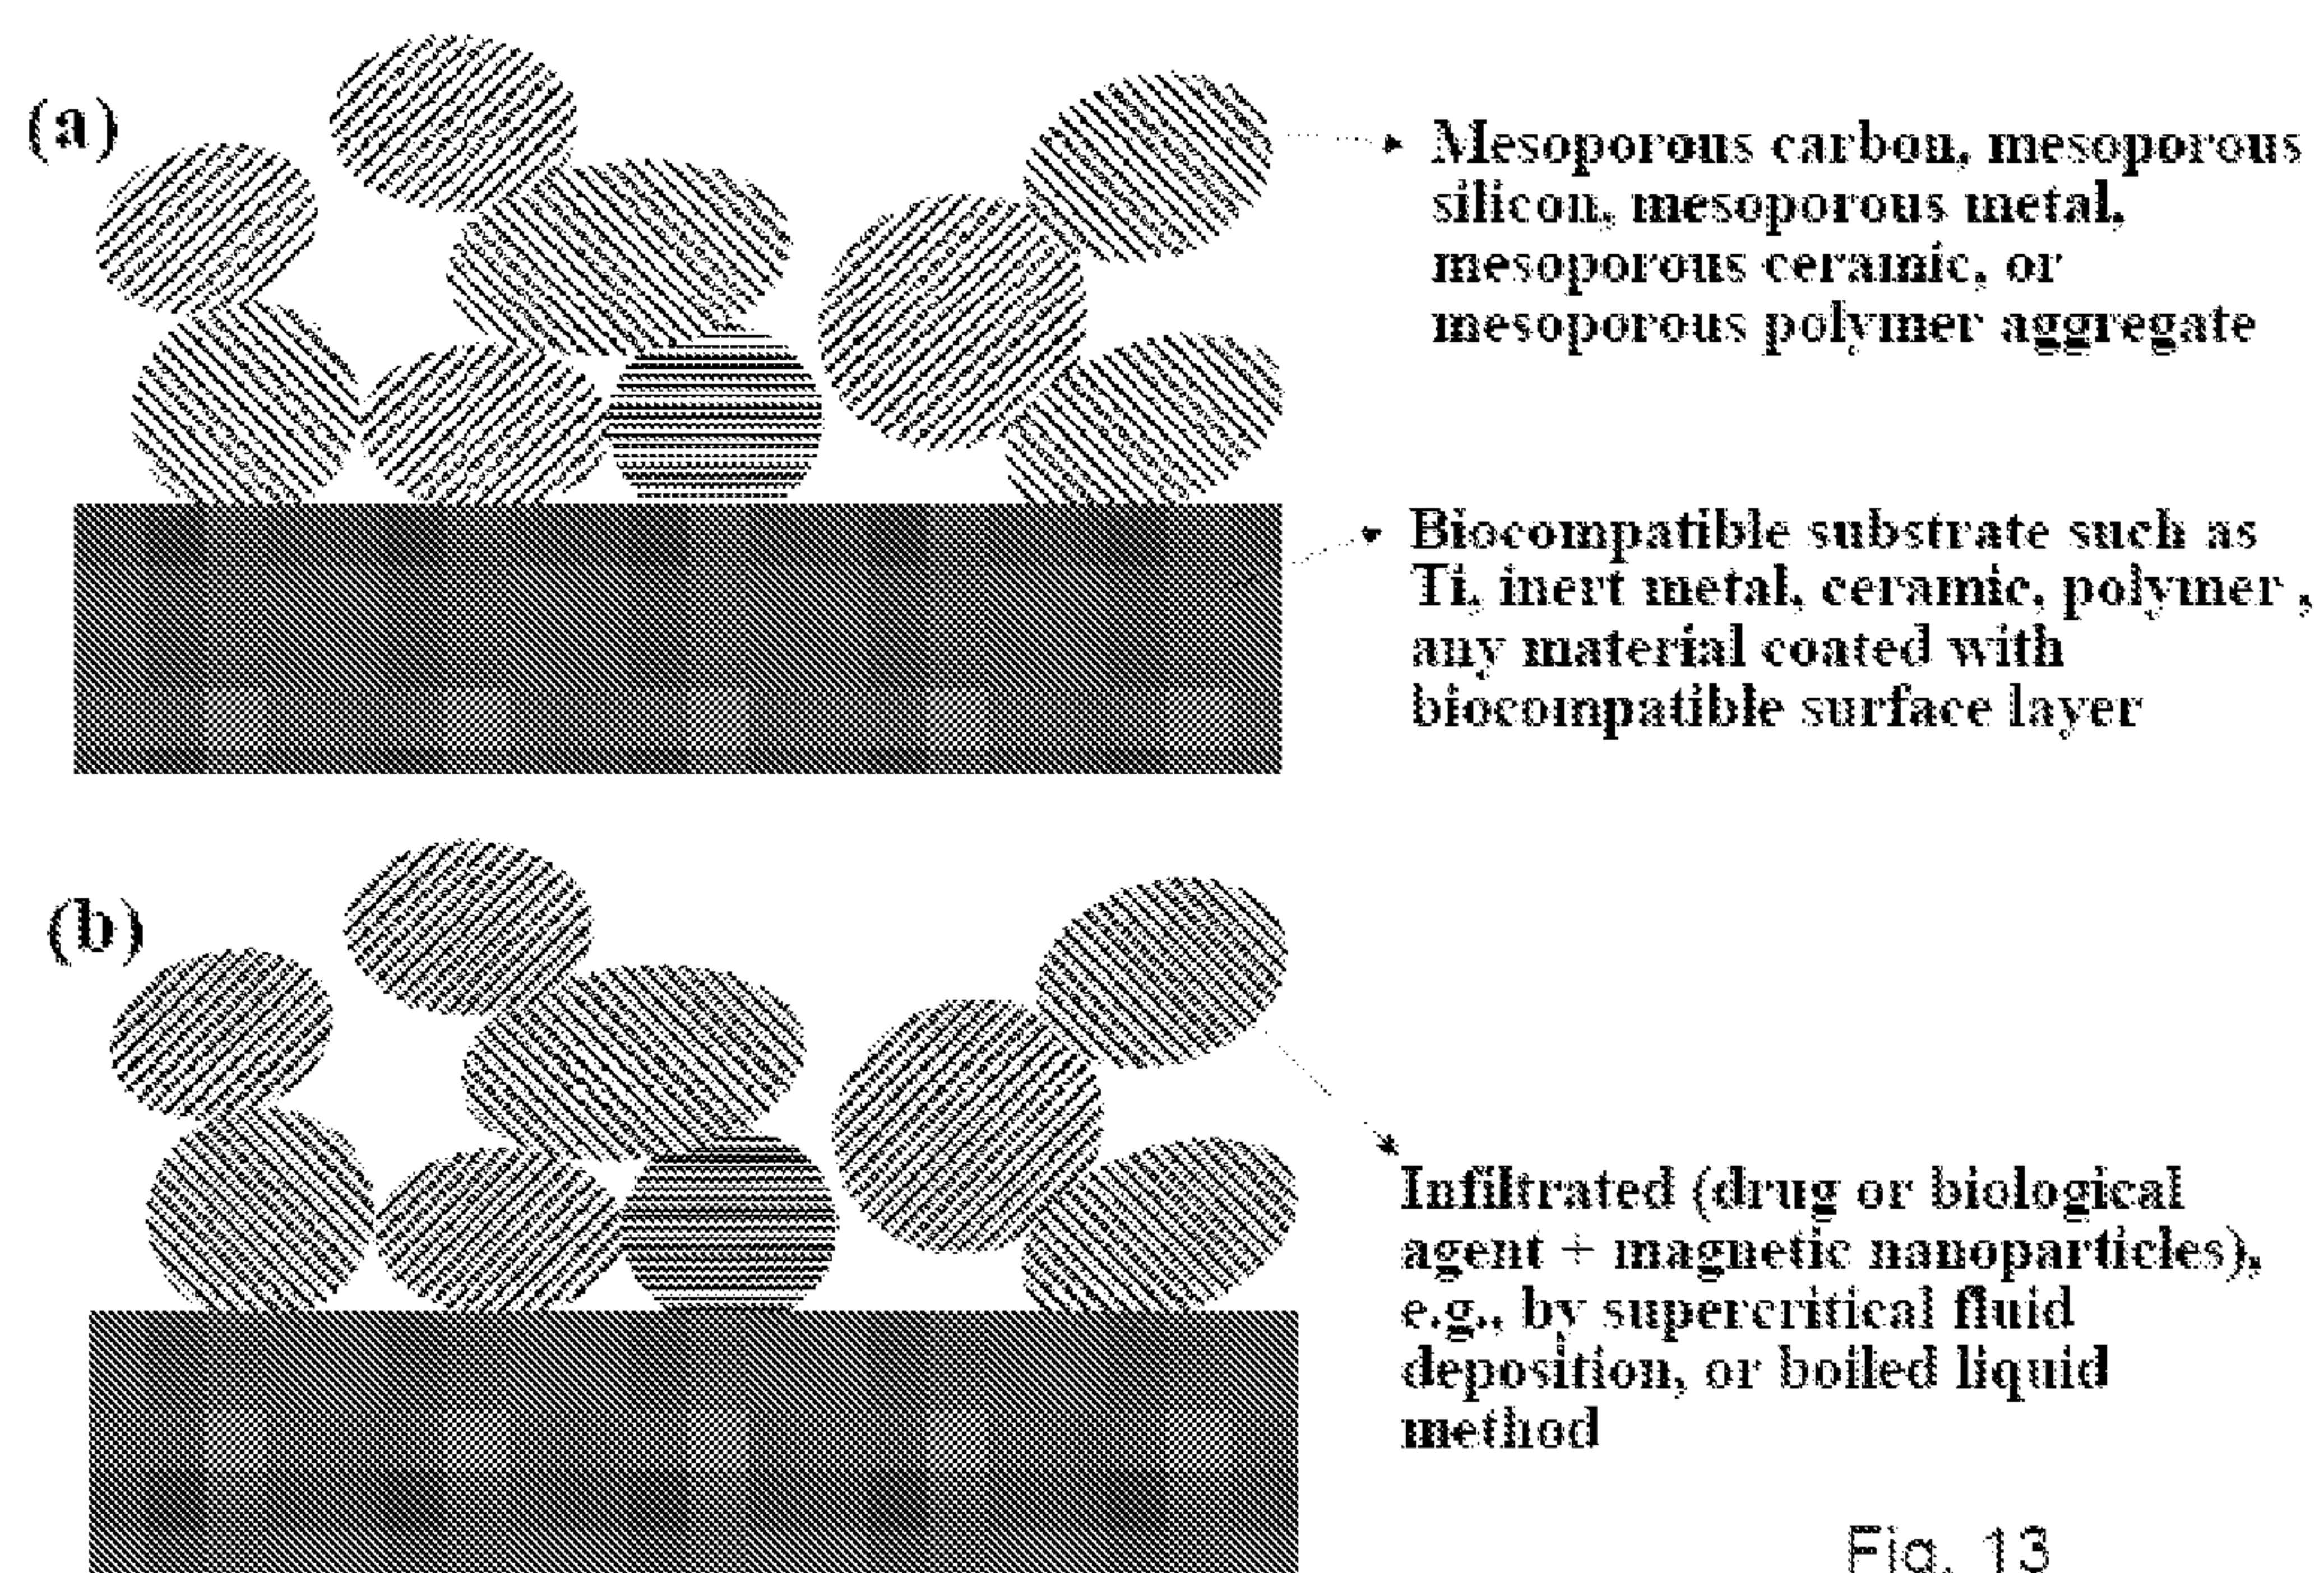 (a)
Mesoporous carbon, mesoporous
silicon, mesoporous metal,
mesoporous ceramic, or
mesoporous polymer aggregate
Biocompatible substrate such as
Ti, inert metal, ceramic, polymer ,
any material coated with
biocompatible surface layer
(b)
Infiltrated (drug or biological
agent + magnetic nanoparticles),
e.g., by supercritical fluid
deposition, or boiled liquid
method
Fig. 13